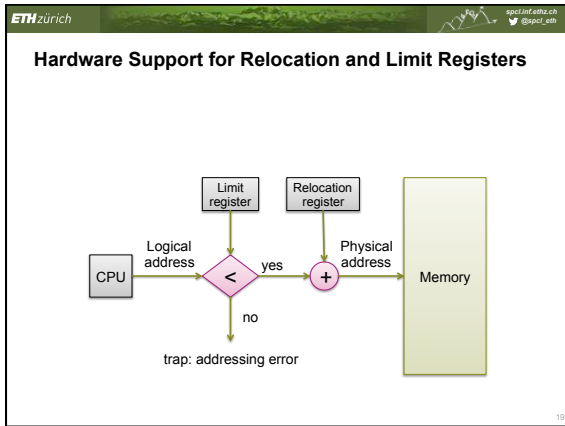 ETH zürich
spcl.inf.ethz.ch
@spcl_eth
Hardware Support for Relocation and Limit Registers
Limit
register
Relocation
register
Logical
address
CPU
<
yes
+
Physical
address
Memory
no
trap: addressing error
19